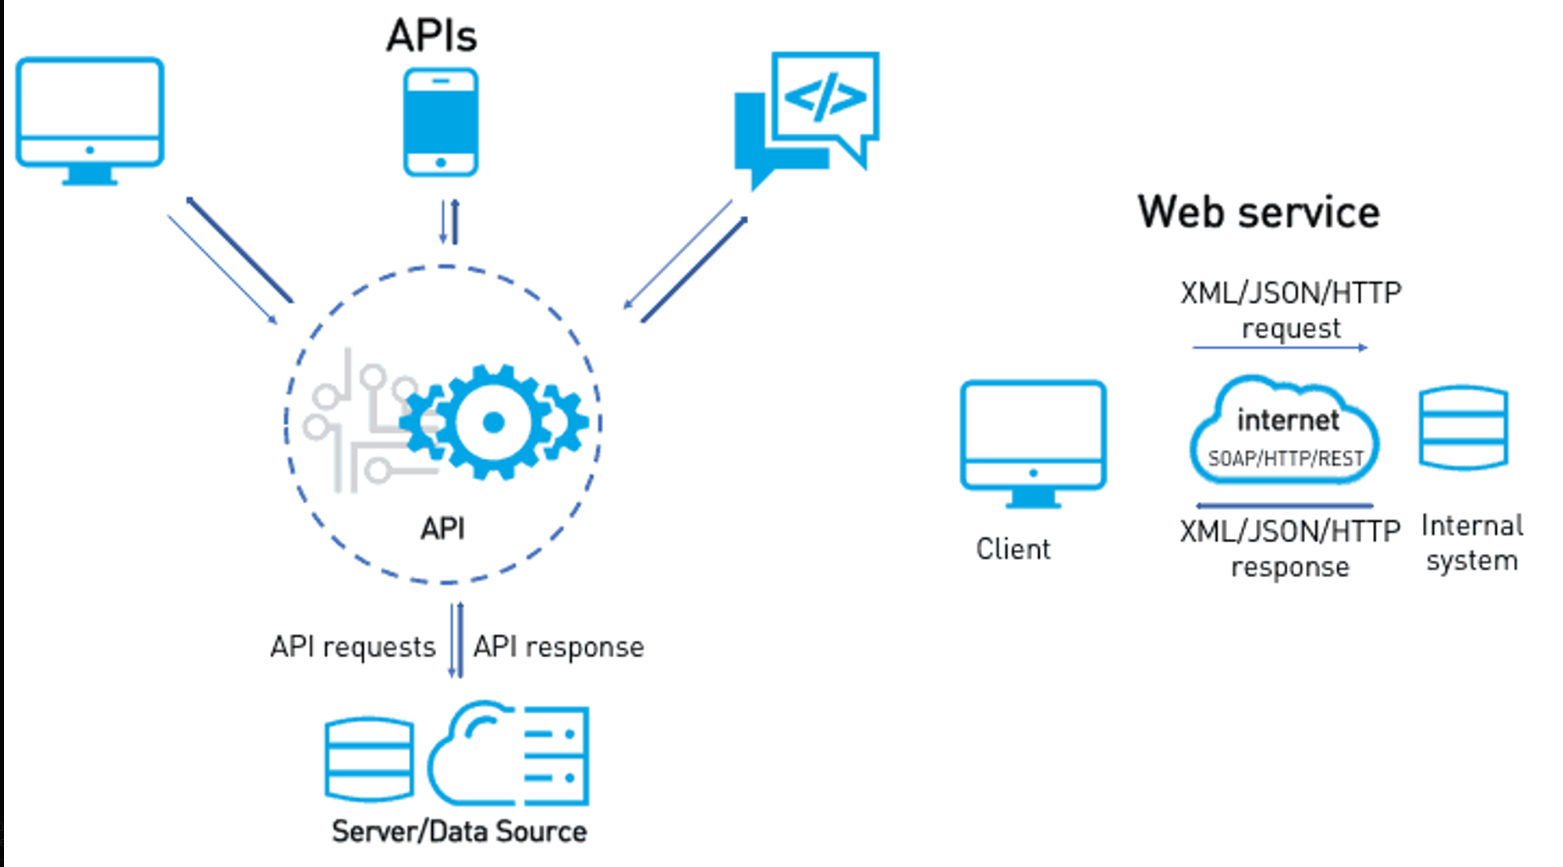 APIs
</>
API
API requests
API response
Server/Data Source
Web service
XML/JSON/HTTP
request
internet
SOAP/HTTP/REST
XML/JSON/HTTP
response
Client
Internal
system